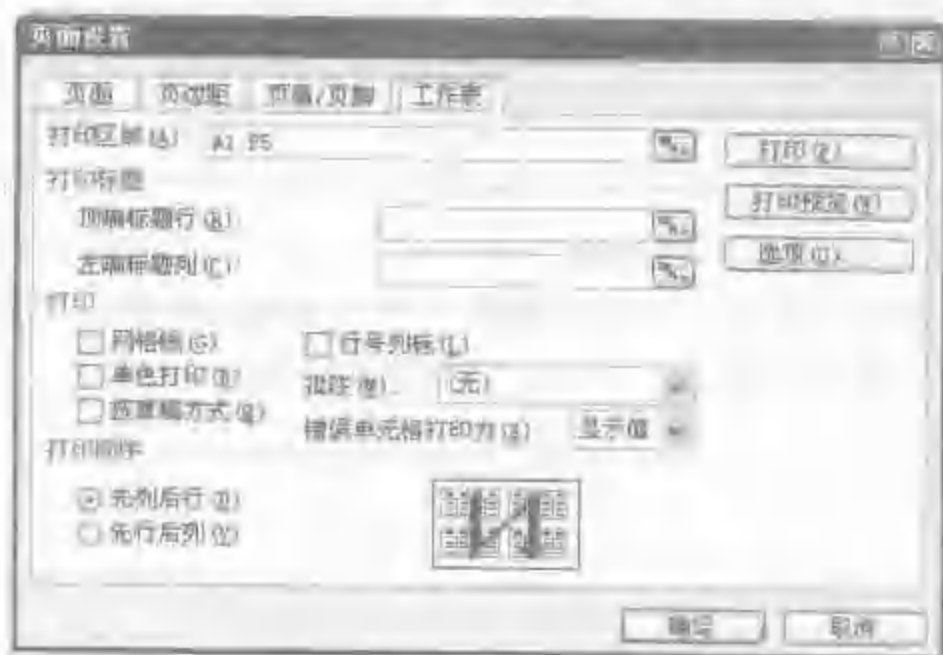 页面设置
页面 页边距 页眉/页脚 工作表
打印区域(A) A1 F5
打印(P)
打印标题
打印预览(W)
顶端标题行(R)
选项(O)
左端标题列(C)
打印
网格线(G) 行号列标(L)
单色打印(B) 批注(M) (无)
按草稿方式(Q) 错误单元格打印为(E) 显示值
打印顺序
先列后行(D)
先行后列(V)
确定 取消